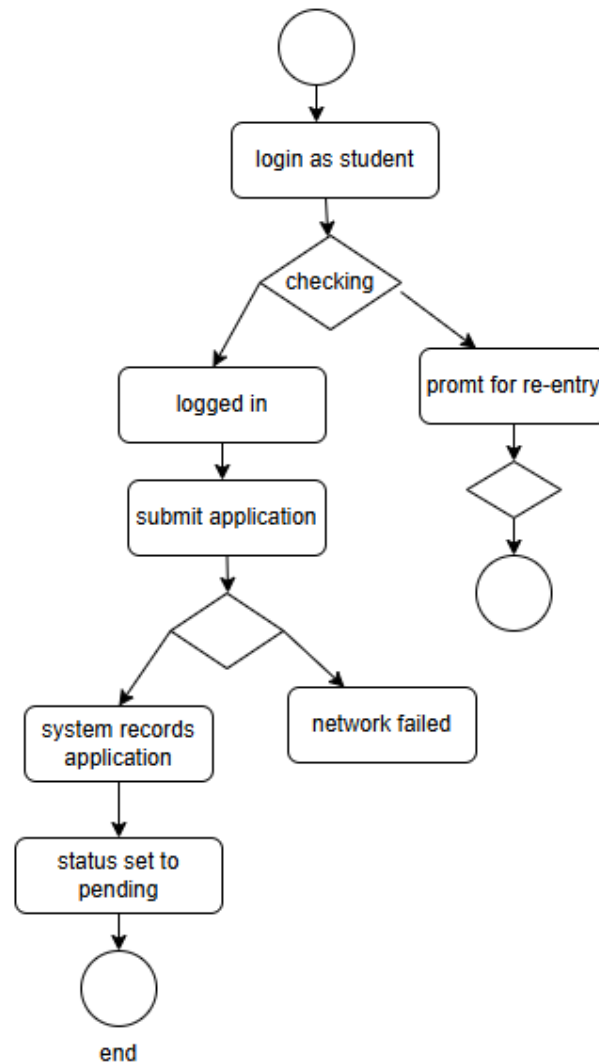 login as student
checking
logged in
promt for re-entry
submit application
system records
application
network failed
status set to
pending
end